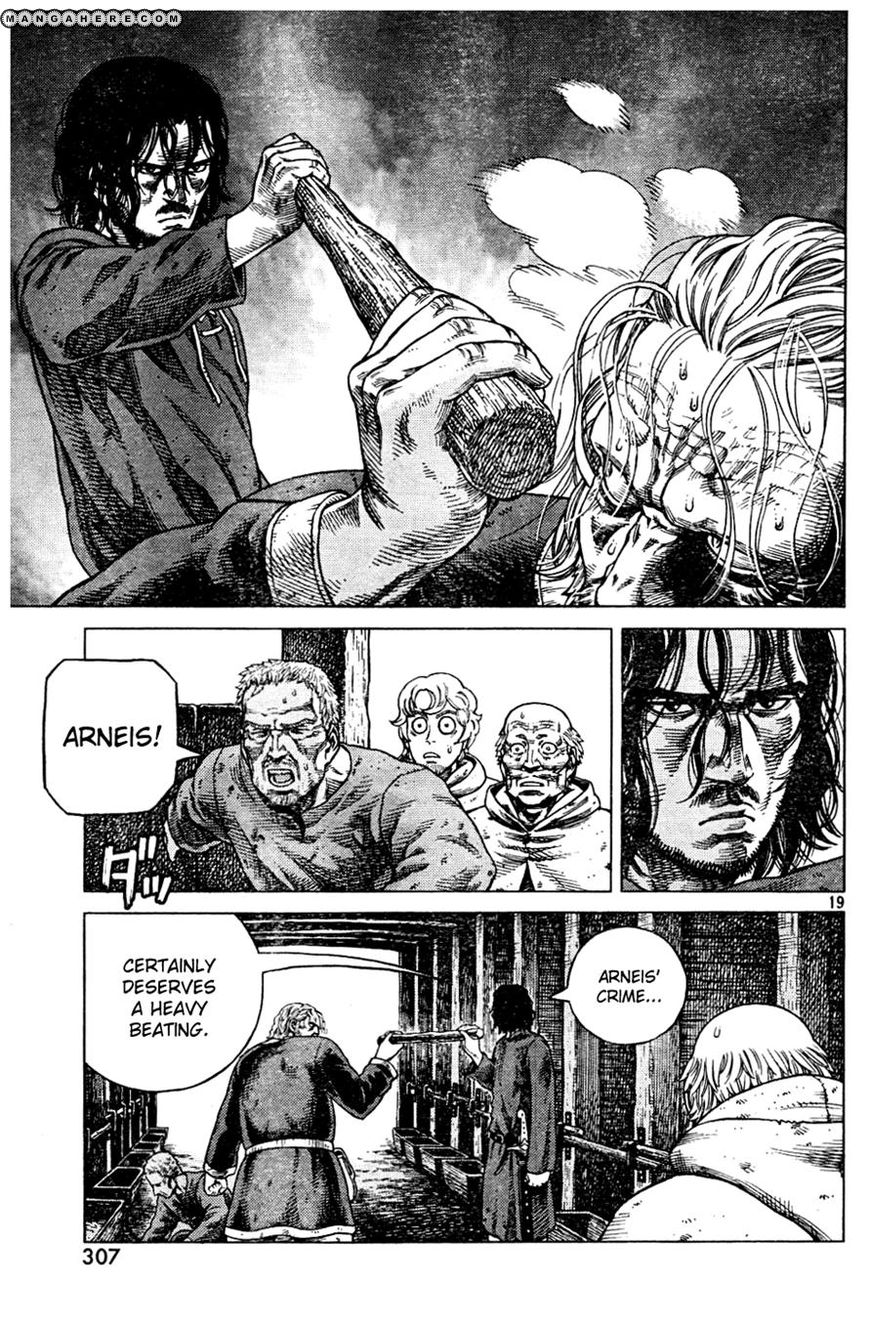 MANGAHERE.COM
ARNEIS!
ダッ
19
ARNEIS'
CRIME...
CERTAINLY
DESERVES
A HEAVY
BEATING.
307